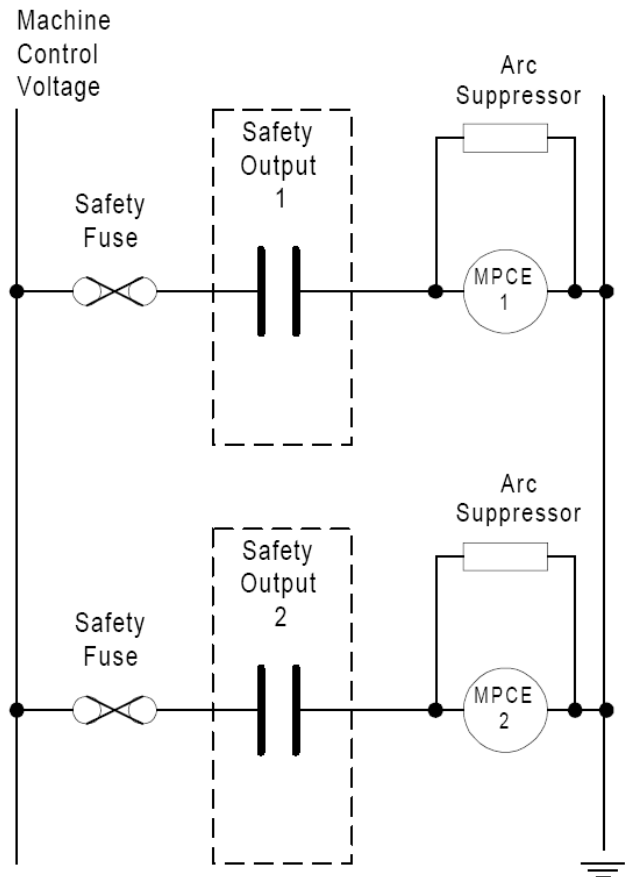 Machine
Control
Voltage
Arc
Suppressor
Safety
Output
1
Safety
Fuse
MPCE
1
Arc
Suppressor
Safety
Output
2
Safety
Fuse
MPCE
2